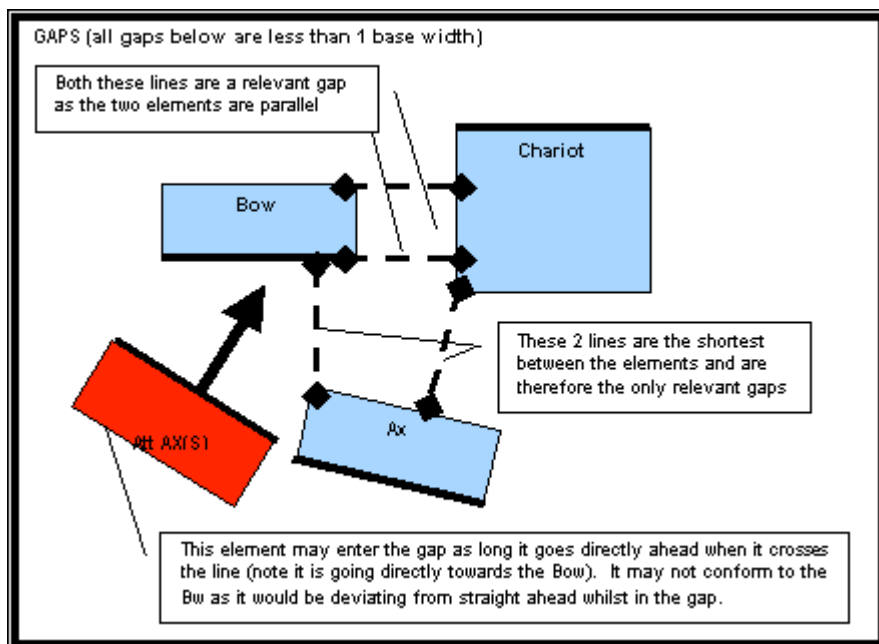 GAPS (all gaps below are less than 1 base width)
Both these lines are a relevant gap
as the two elements are parallel
Chariot
Bow
These 2 lines are the shortest
between the elements and are
therefore the only relevant gaps
Ax
Att AX(S)
This element may enter the gap as long it goes directly ahead when it crosses
the line (note it is going directly towards the Bow). It may not conform to the
Bw as it would be deviating from straight ahead whilst in the gap.